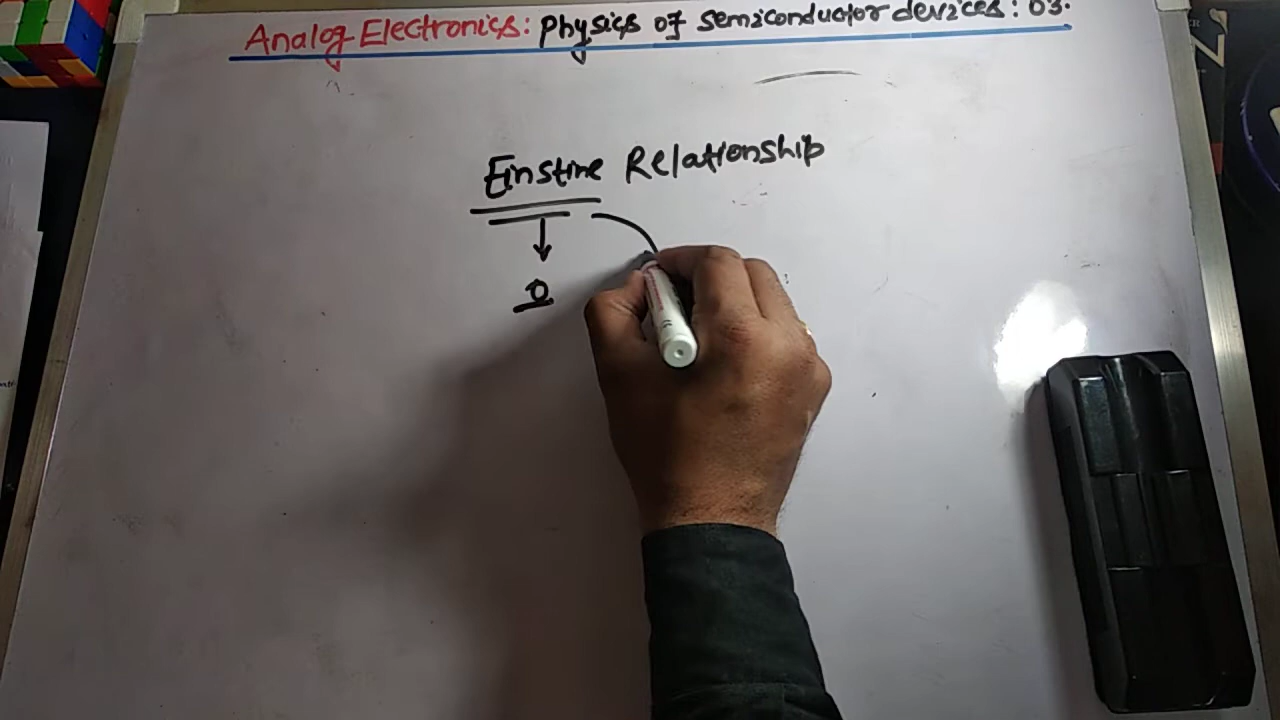 Analog Electronics: Physics of semiconductor devices: 03.
Einstine Relationship